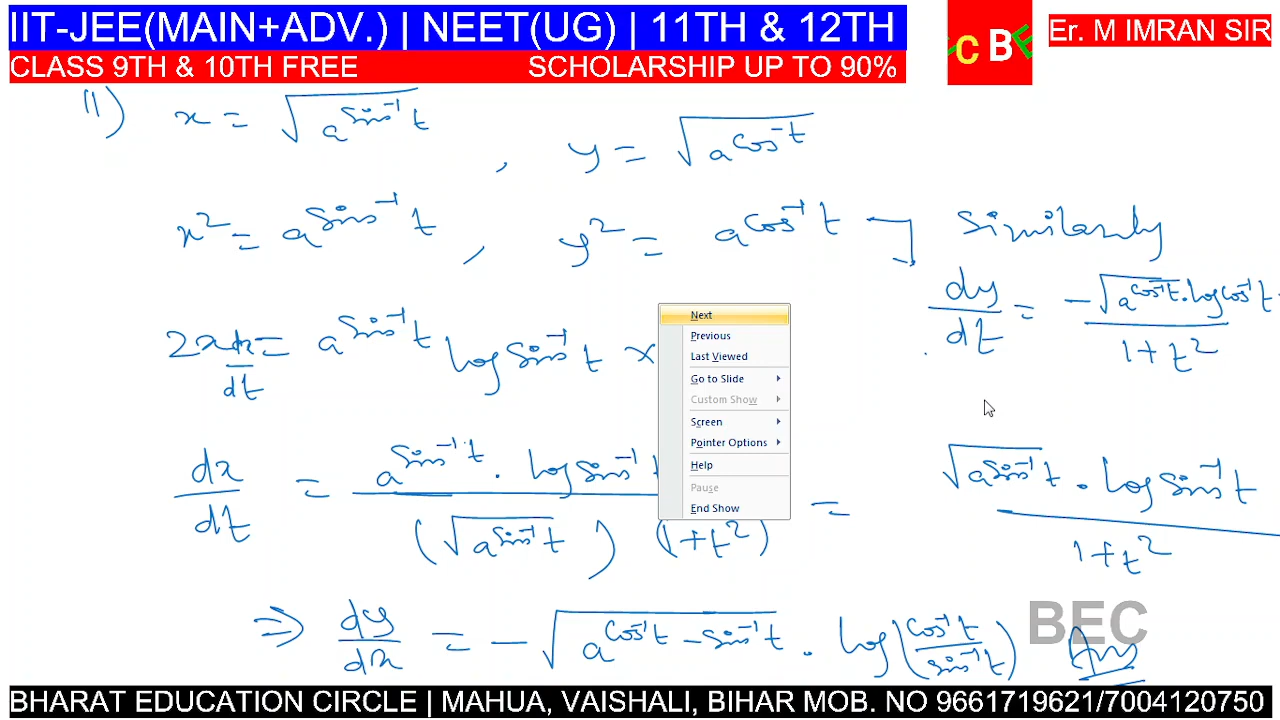 IIT-JEE(MAIN+ADV.) | NEET(UG) | 11TH & 12TH
CLASS 9TH & 10TH FREE SCHOLARSHIP UP TO 90%
CBE
Er. M IMRAN SIR
11) x = √(a^(sin⁻¹t)) , y = √(a^(cos⁻t))
x² = a^(sin⁻¹t) , y² = a^(cos⁻¹t) → Similarly
dy/dt = -√(a^(cos⁻¹t)) · log cos⁻¹t / 1+t²
2x dx/dt = a^(sin⁻¹t) log sin⁻¹t ×
Next
Previous
Last Viewed
Go to Slide
Custom Show
Screen
Pointer Options
Help
Pause
End Show
dx/dt = a^(sin⁻¹t) · log sin⁻¹t / (√(a^(sin⁻¹t))) (1+t²) = √(a^(sin⁻¹t)) · log sin⁻¹t / 1+t²
⇒ dy/dx = -√(a^(cos⁻¹t - sin⁻¹t)) · log(cos⁻¹t / sin⁻¹t) Ans
BEC
BHARAT EDUCATION CIRCLE | MAHUA, VAISHALI, BIHAR MOB. NO 9661719621/7004120750